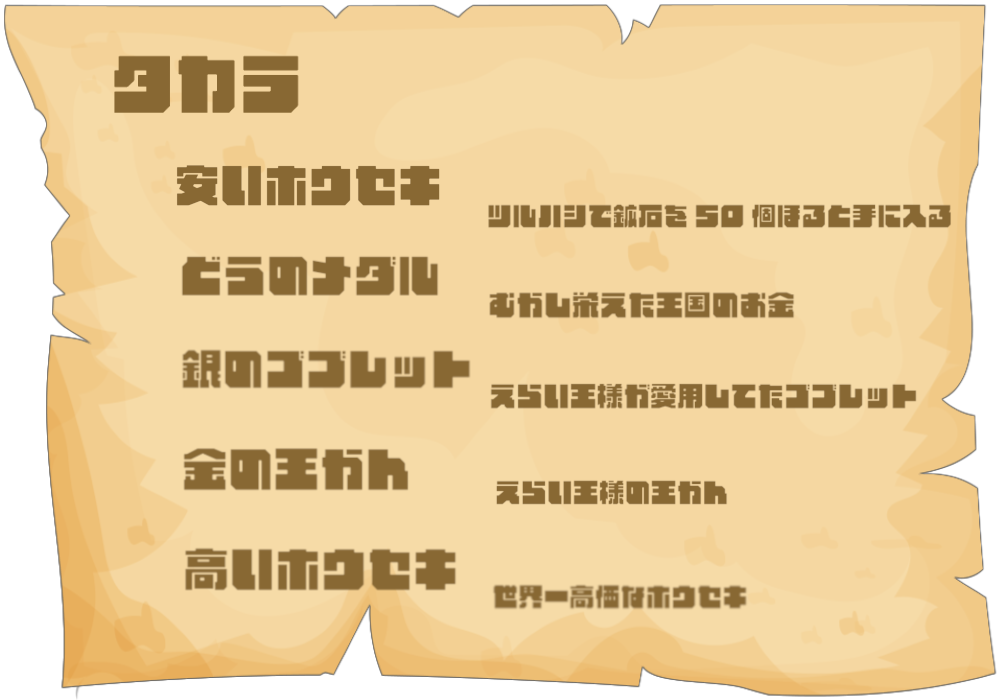 タカラ
安いホウセキ
ツルハシで鉱石を 50 個ほると手に入る
どうのメダル
むかし栄えた王国のお金
銀のゴブレット
えらい王様が愛用してたゴブレット
金の王かん
えらい王様の王かん
高いホウセキ
世界一高価なホウセキ